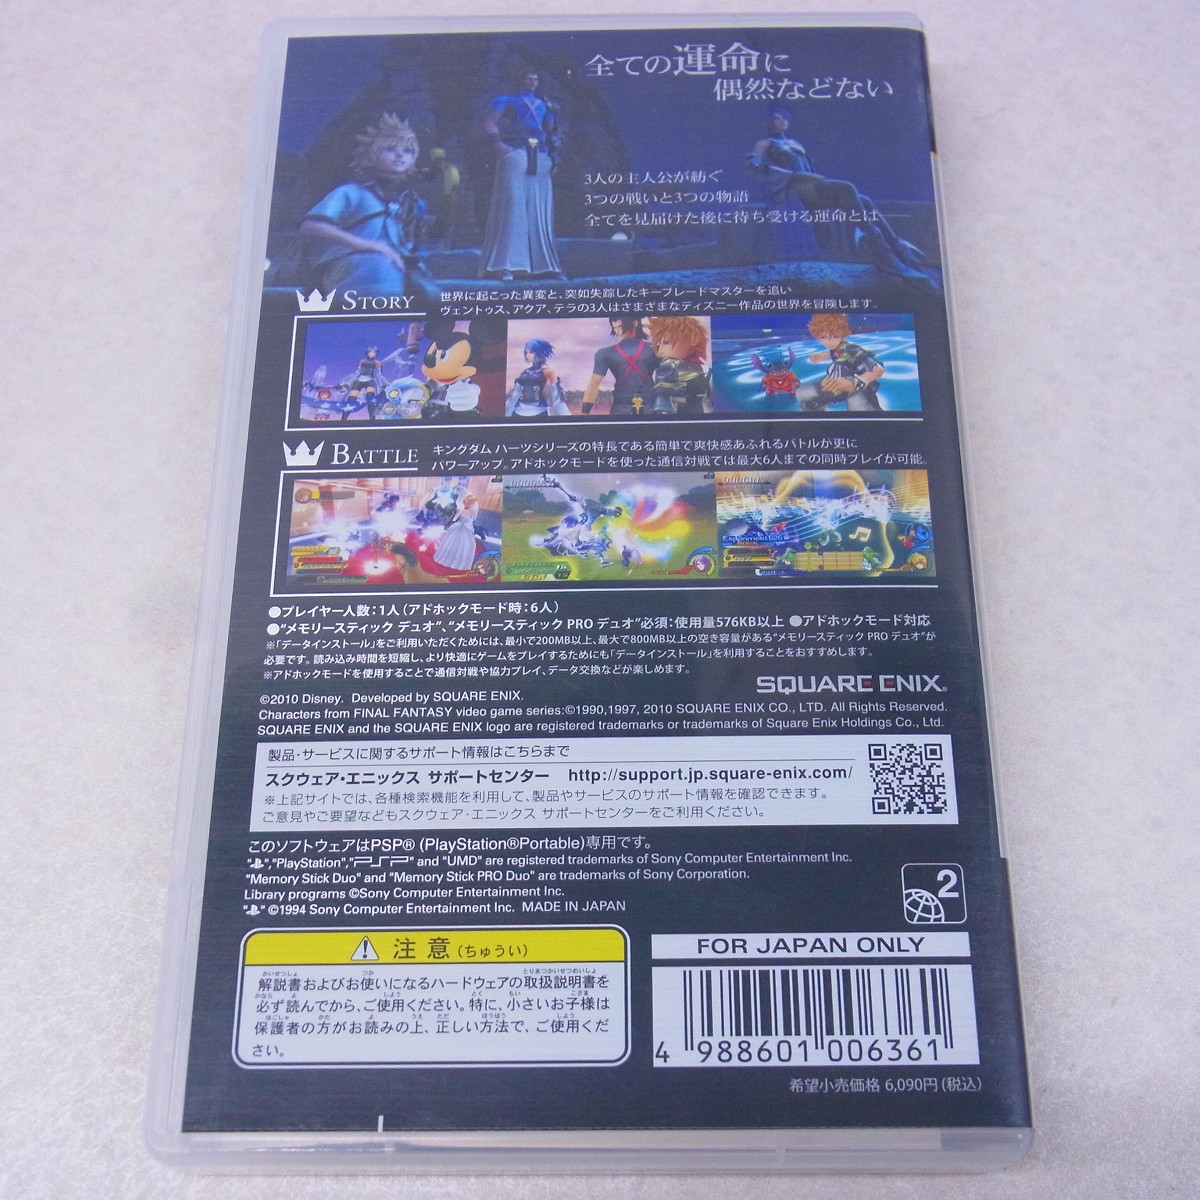 全ての運命に
偶然などない
3人の主人公が紡ぐ
3つの戦いと3つの物語
全てを見届けた後に待ち受ける運命とは――
STORY
世界に起こった異変と、突如失踪したキーブレードマスターを追い
ヴェントゥス、アクア、テラの3人はさまざまなディズニー作品の世界を冒険します。
BATTLE
キングダム ハーツシリーズの特長である簡単で爽快感あふれるバトルが更に
パワーアップ。アドホックモードを使った通信対戦では最大6人までの同時プレイが可能。
●プレイヤー人数：1人（アドホックモード時：6人）
●“メモリースティック デュオ”、“メモリースティック PRO デュオ”必須：使用量576KB以上 ●アドホックモード対応
※「データインストール」をご利用いただくためには、最小で200MB以上、最大で800MB以上の空き容量がある“メモリースティック PRO デュオ”が
必要です。読み込み時間を短縮し、より快適にゲームをプレイするためにも「データインストール」を利用することをおすすめします。
※アドホックモードを使用することで通信対戦や協力プレイ、データ交換などが楽しめます。
SQUARE ENIX.
©2010 Disney. Developed by SQUARE ENIX.
Characters from FINAL FANTASY video game series:©1990,1997, 2010 SQUARE ENIX CO., LTD. All Rights Reserved.
SQUARE ENIX and the SQUARE ENIX logo are registered trademarks or trademarks of Square Enix Holdings Co., Ltd.
製品・サービスに関するサポート情報はこちらまで
スクウェア・エニックス サポートセンター http://support.jp.square-enix.com/
※上記サイトでは、各種検索機能を利用して、製品やサービスのサポート情報を確認できます。
ご意見やご要望などもスクウェア・エニックス サポートセンターをご利用ください。
このソフトウェアはPSP®(PlayStation®Portable)専用です。
" ","PlayStation","PSP" and "UMD" are registered trademarks of Sony Computer Entertainment Inc.
"Memory Stick Duo" and "Memory Stick PRO Duo" are trademarks of Sony Corporation.
Library programs ©Sony Computer Entertainment Inc.
" " ©1994 Sony Computer Entertainment Inc. MADE IN JAPAN
2
注意（ちゅうい）
解説書およびお使いになるハードウェアの取扱説明書を
必ず読んでから、ご使用ください。特に、小さいお子様は
保護者の方がお読みの上、正しい方法で、ご使用くだ
さい。
FOR JAPAN ONLY
4 988601 006361
希望小売価格 6,090円（税込）